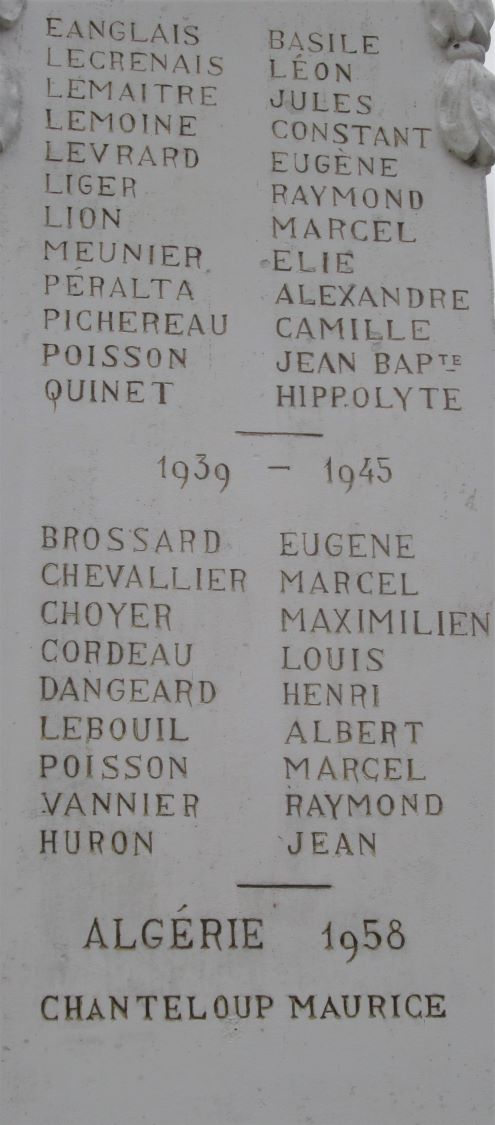 EANGLAIS BASILE
LECRENAIS LÉON
LEMAITRE JULES
LEMOINE CONSTANT
LEVRARD EUGÈNE
LIGER RAYMOND
LION MARCEL
MEUNIER ELIE
PÉRALTA ALEXANDRE
PICHEREAU CAMILLE
POISSON JEAN BAPTE
QUINET HIPPOLYTE
1939 - 1945
BROSSARD EUGENE
CHEVALLIER MARCEL
CHOYER MAXIMILIEN
CORDEAU LOUIS
DANGEARD HENRI
LEBOUIL ALBERT
POISSON MARCEL
VANNIER RAYMOND
HURON JEAN
ALGÉRIE 1958
CHANTELOUP MAURICE